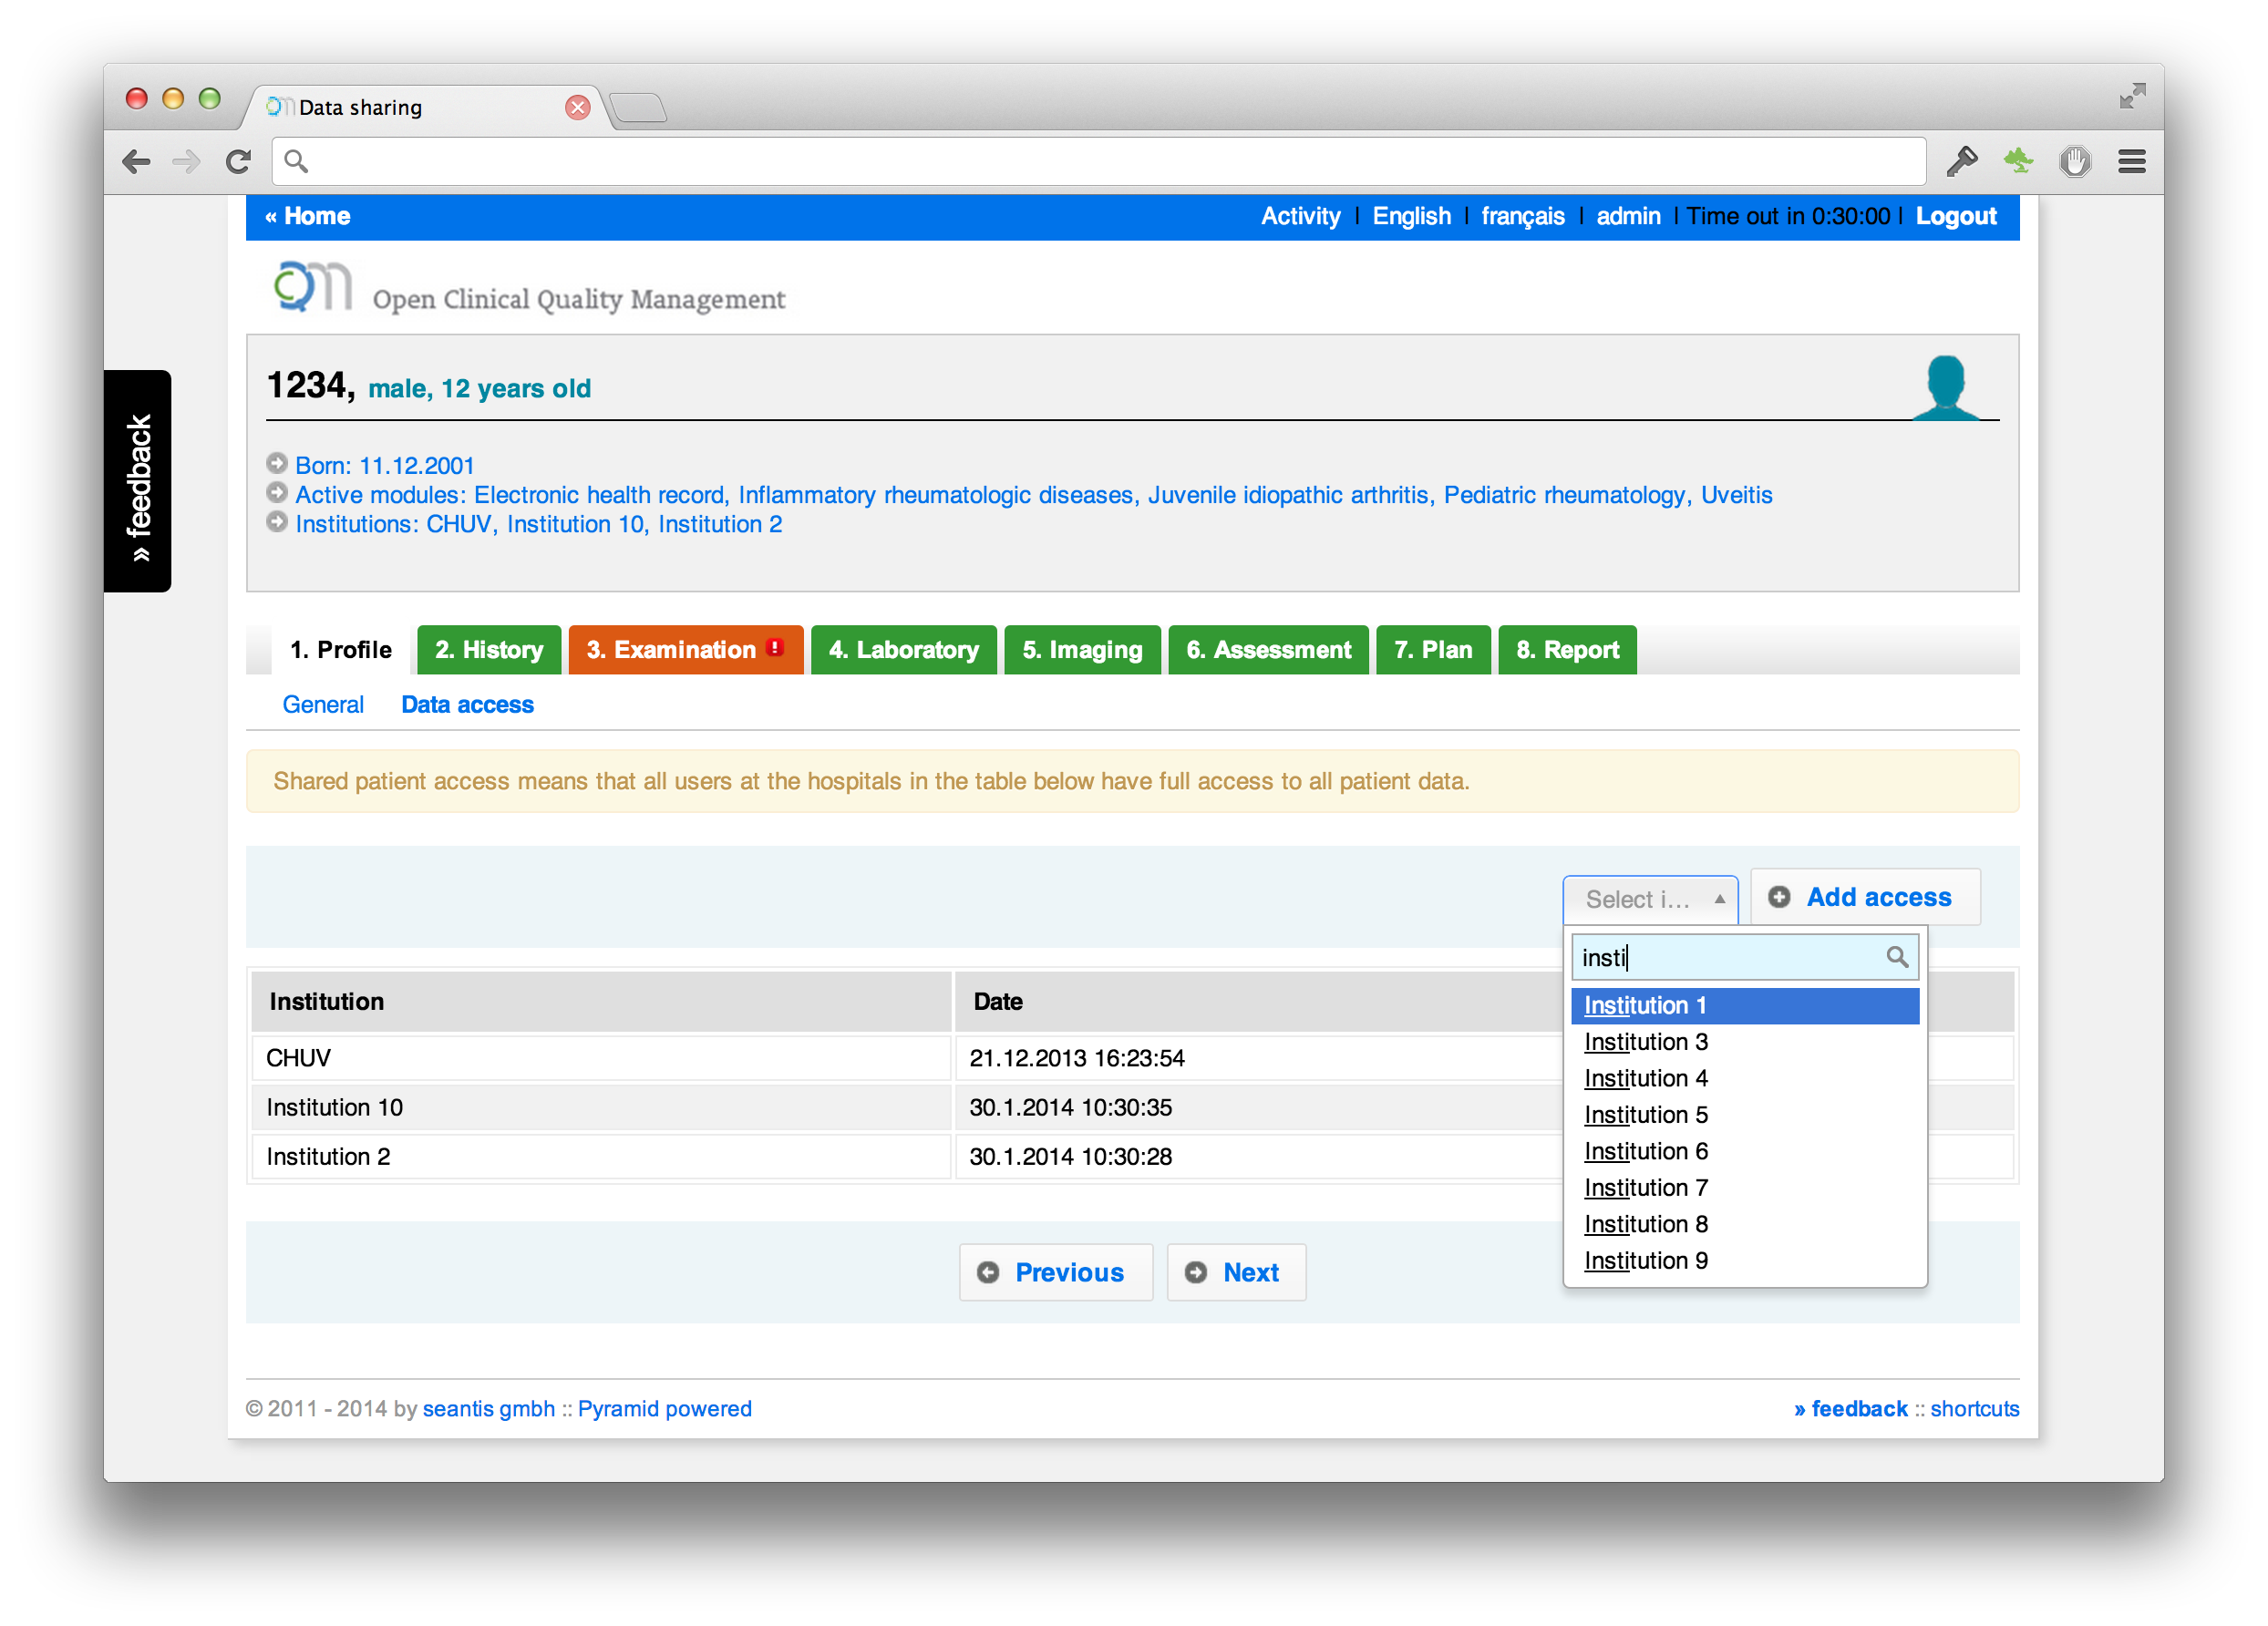 Data sharing
« Home Activity | English | français | admin | Time out in 0:30:00 | Logout
QM Open Clinical Quality Management
1234, male, 12 years old
Born: 11.12.2001
Active modules: Electronic health record, Inflammatory rheumatologic diseases, Juvenile idiopathic arthritis, Pediatric rheumatology, Uveitis
Institutions: CHUV, Institution 10, Institution 2
» feedback
1. Profile 2. History 3. Examination ! 4. Laboratory 5. Imaging 6. Assessment 7. Plan 8. Report
General Data access
Shared patient access means that all users at the hospitals in the table below have full access to all patient data.
Select i... Add access
insti
Institution 1
Institution 3
Institution 4
Institution 5
Institution 6
Institution 7
Institution 8
Institution 9
Institution Date
CHUV 21.12.2013 16:23:54
Institution 10 30.1.2014 10:30:35
Institution 2 30.1.2014 10:30:28
Previous Next
© 2011 - 2014 by seantis gmbh :: Pyramid powered » feedback :: shortcuts